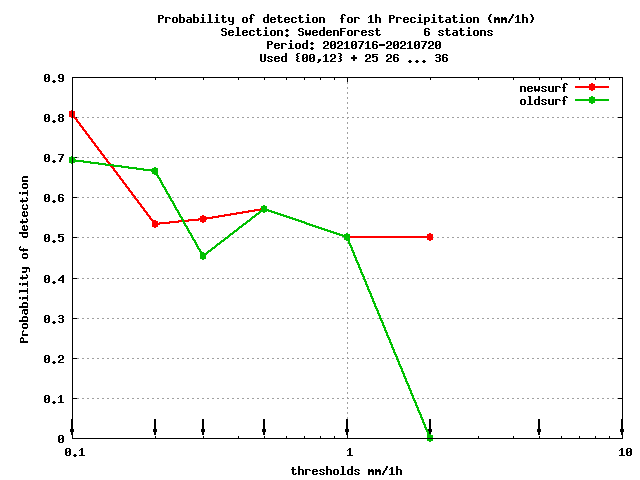 Probability of detection  for 1h Precipitation (mm/1h)
Selection: SwedenForest      6 stations
Period: 20210716-20210720
Used {00,12} + 25 26 ... 36
newsurf
oldsurf
Probability of detection
0.9
0.8
0.7
0.6
0.5
0.4
0.3
0.2
0.1
0
0.1 1 10
thresholds mm/1h